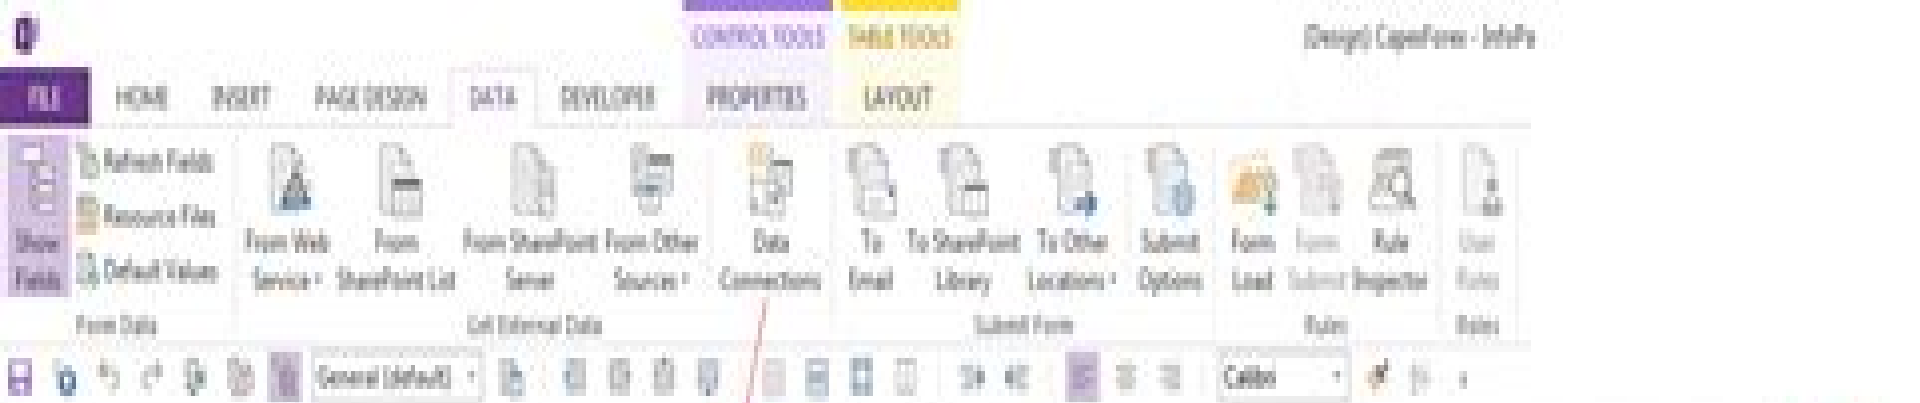 CONTROL TOOLS TABLE TOOLS (Design) - InfoPa
FILE HOME INSERT PAGE DESIGN DATA DEVELOPER PROPERTIES LAYOUT
Show Fields
Refresh Fields
Resource Files
Default Values
From Web Service
From SharePoint List
From SharePoint Server
From Other Sources
Data Connections
To Email
To SharePoint Library
To Other Locations
Submit Options
Form Load
Form Submit
Rule Inspector
User Roles
Form Data Get External Data Submit Form Rules Roles
General (default) Calibri